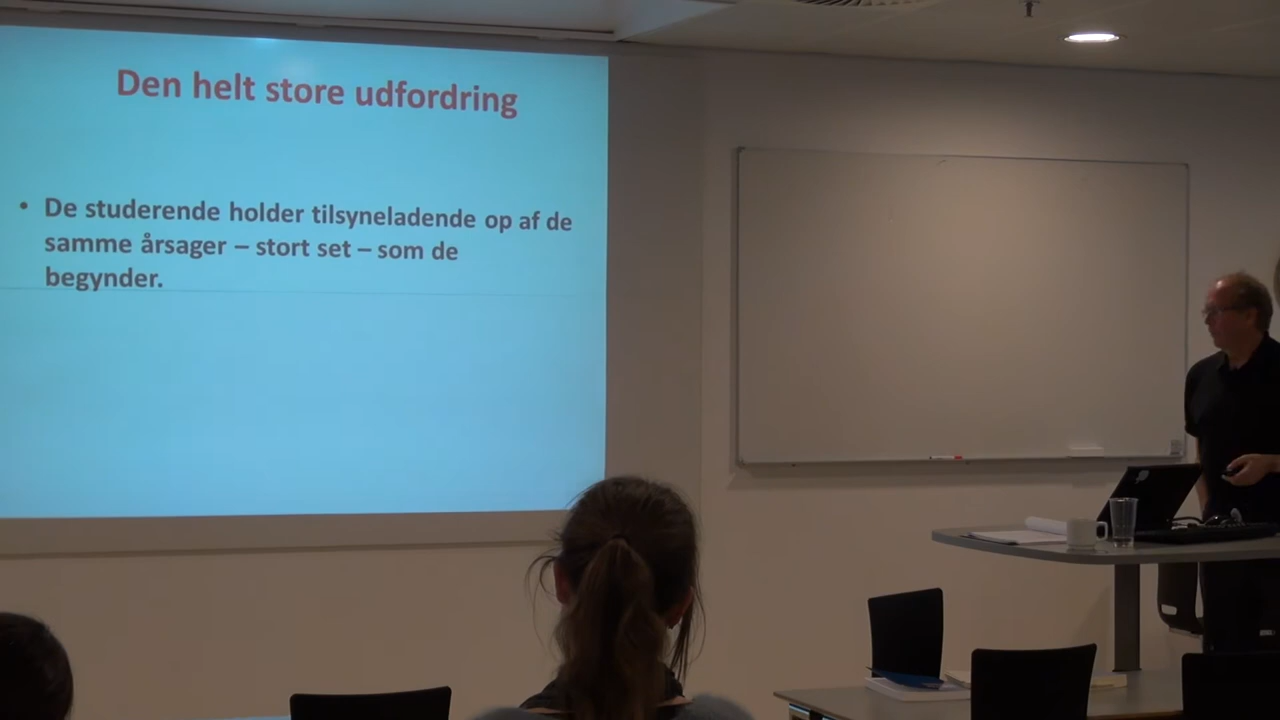 Den helt store udfordring
• De studerende holder tilsyneladende op af de
samme årsager – stort set – som de
begynder.